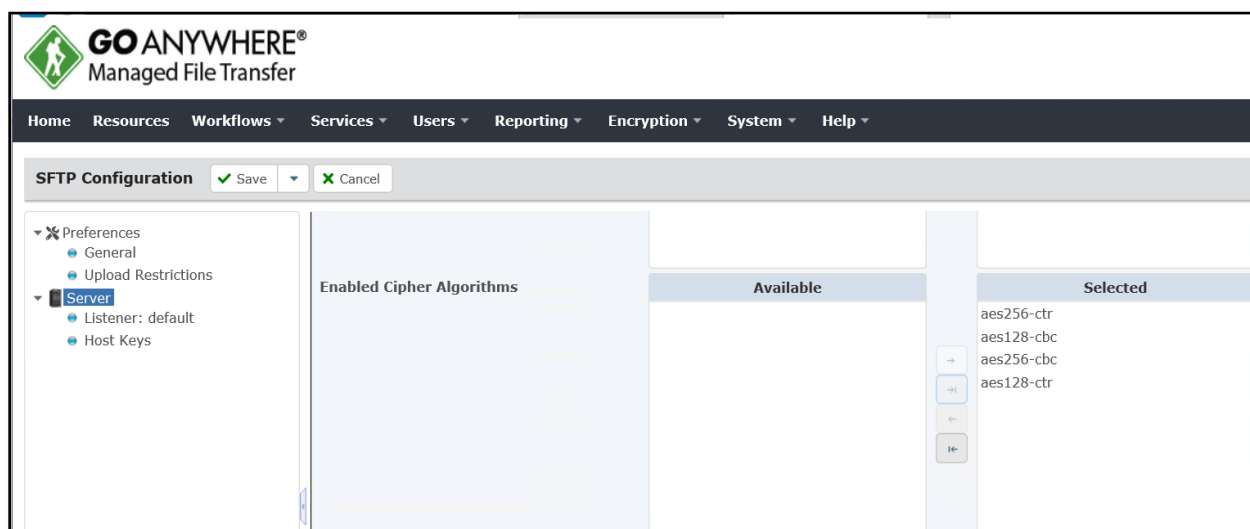 GO ANYWHERE®
Managed File Transfer
Home Resources Workflows Services Users Reporting Encryption System Help
SFTP Configuration Save Cancel
Preferences
General
Upload Restrictions
Server
Listener: default
Host Keys
Enabled Cipher Algorithms
Available
Selected
aes256-ctr
aes128-cbc
aes256-cbc
aes128-ctr